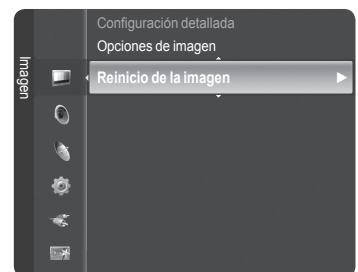 Imagen
Configuración detallada
Opciones de imagen
Reinicio de la imagen